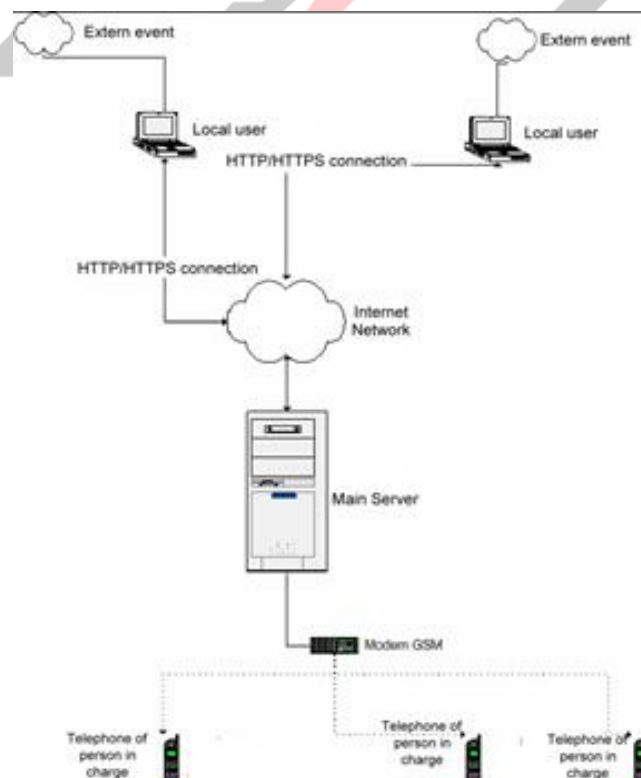 Extern event
Extern event
Local user
Local user
HTTP/HTTPS connection
HTTP/HTTPS connection
Internet
Network
Main Server
Modem GSM
Telephone of
person in
charge
Telephone of
person in
charge
Telephone of
person in
charge